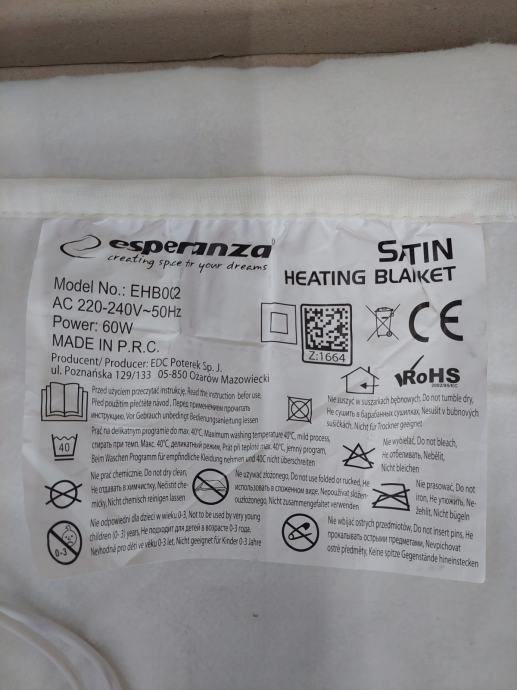 esperanza
creating space for your dreams
SATIN
HEATING BLANKET
Model No.: EHB002
AC 220-240V~50Hz
Power: 60W
MADE IN P.R.C.
Producent/ Producer: EDC Poterek Sp. J.
ul. Poznańska 129/133 05-850 Ożarów Mazowiecki
Z:1664
CE
RoHS
2002/95/EC
Przed użyciem przeczytać instrukcję. Read the instruction before use.
Před použitím přečtěte návod. Перед применением прочитать
инструкцию. Vor Gebrauch unbedingt Bedienungsanleitung lesen
Nie suszyć w suszarkach bębnowych. Do not tumble dry,
Не сушить в барабанных сушилках. Nesušit v bubnových
sušičkách, Nicht für Trockner geeignet
40
Prać na delikatnym programie do max. 40°C, Maximum washing temperature 40°C, mild process,
стирать при темп. Макс. 40°C, деликатный режим, Prát při teplotě max. 40°C, jemný program,
Beim Waschen Programm für empfindliche Kleidung nehmen und 40C nicht überschreiten
Nie wybielać. Do not bleach,
Не отбеливать, Nebělit,
Nicht bleichen
Nie prać chemicznie. Do not dry clean,
Не отдавать в химчистку, Nečistit che-
micky, Nicht chemisch reinigen lassen
Nie używać złożonego, Do not use folded or rucked, Не
использовать в сложенном виде. Nepoužívat složen-
Nicht zusammengefaltet verwenden
Nie prasować, Do not
iron, Не утюжить, Ne-
žehlit, Nicht bügeln
0-3
Nie odpowiedni dla dzieci w wieku 0-3, Not to be used by very young
children (0- 3) years, Не подходит для детей в возрасте 0-3 года.
Nevhodná pro děti ve věku 0-3 let, Nicht geeignet für Kinder 0-3 Jahre
Nie wbijać ostrych przedmiotów, Do not insert pins, Не
прокалывать острыми предметами, Nevpichovat
ostré předměty, Keine spitze Gegenstände hineinstecken